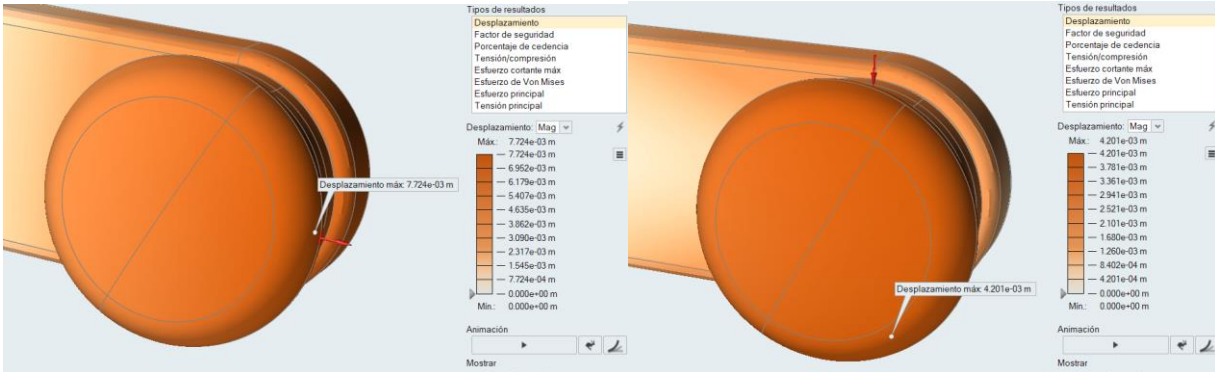 Tipos de resultados
Desplazamiento
Factor de seguridad
Porcentaje de cedencia
Tensión/compresión
Esfuerzo cortante máx
Esfuerzo de Von Mises
Esfuerzo principal
Tensión principal
Desplazamiento: Mag
Máx.: 7.724e-03 m
7.724e-03 m
6.952e-03 m
6.179e-03 m
5.407e-03 m
4.635e-03 m
3.862e-03 m
3.090e-03 m
2.317e-03 m
1.545e-03 m
7.724e-04 m
0.000e+00 m
Mín.: 0.000e+00 m
Animación
Mostrar
Desplazamiento máx: 7.724e-03 m
Tipos de resultados
Desplazamiento
Factor de seguridad
Porcentaje de cedencia
Tensión/compresión
Esfuerzo cortante máx
Esfuerzo de Von Mises
Esfuerzo principal
Tensión principal
Desplazamiento: Mag
Máx.: 4.201e-03 m
4.201e-03 m
3.781e-03 m
3.361e-03 m
2.941e-03 m
2.521e-03 m
2.101e-03 m
1.680e-03 m
1.260e-03 m
8.402e-04 m
4.201e-04 m
0.000e+00 m
Mín.: 0.000e+00 m
Animación
Mostrar
Desplazamiento máx: 4.201e-03 m